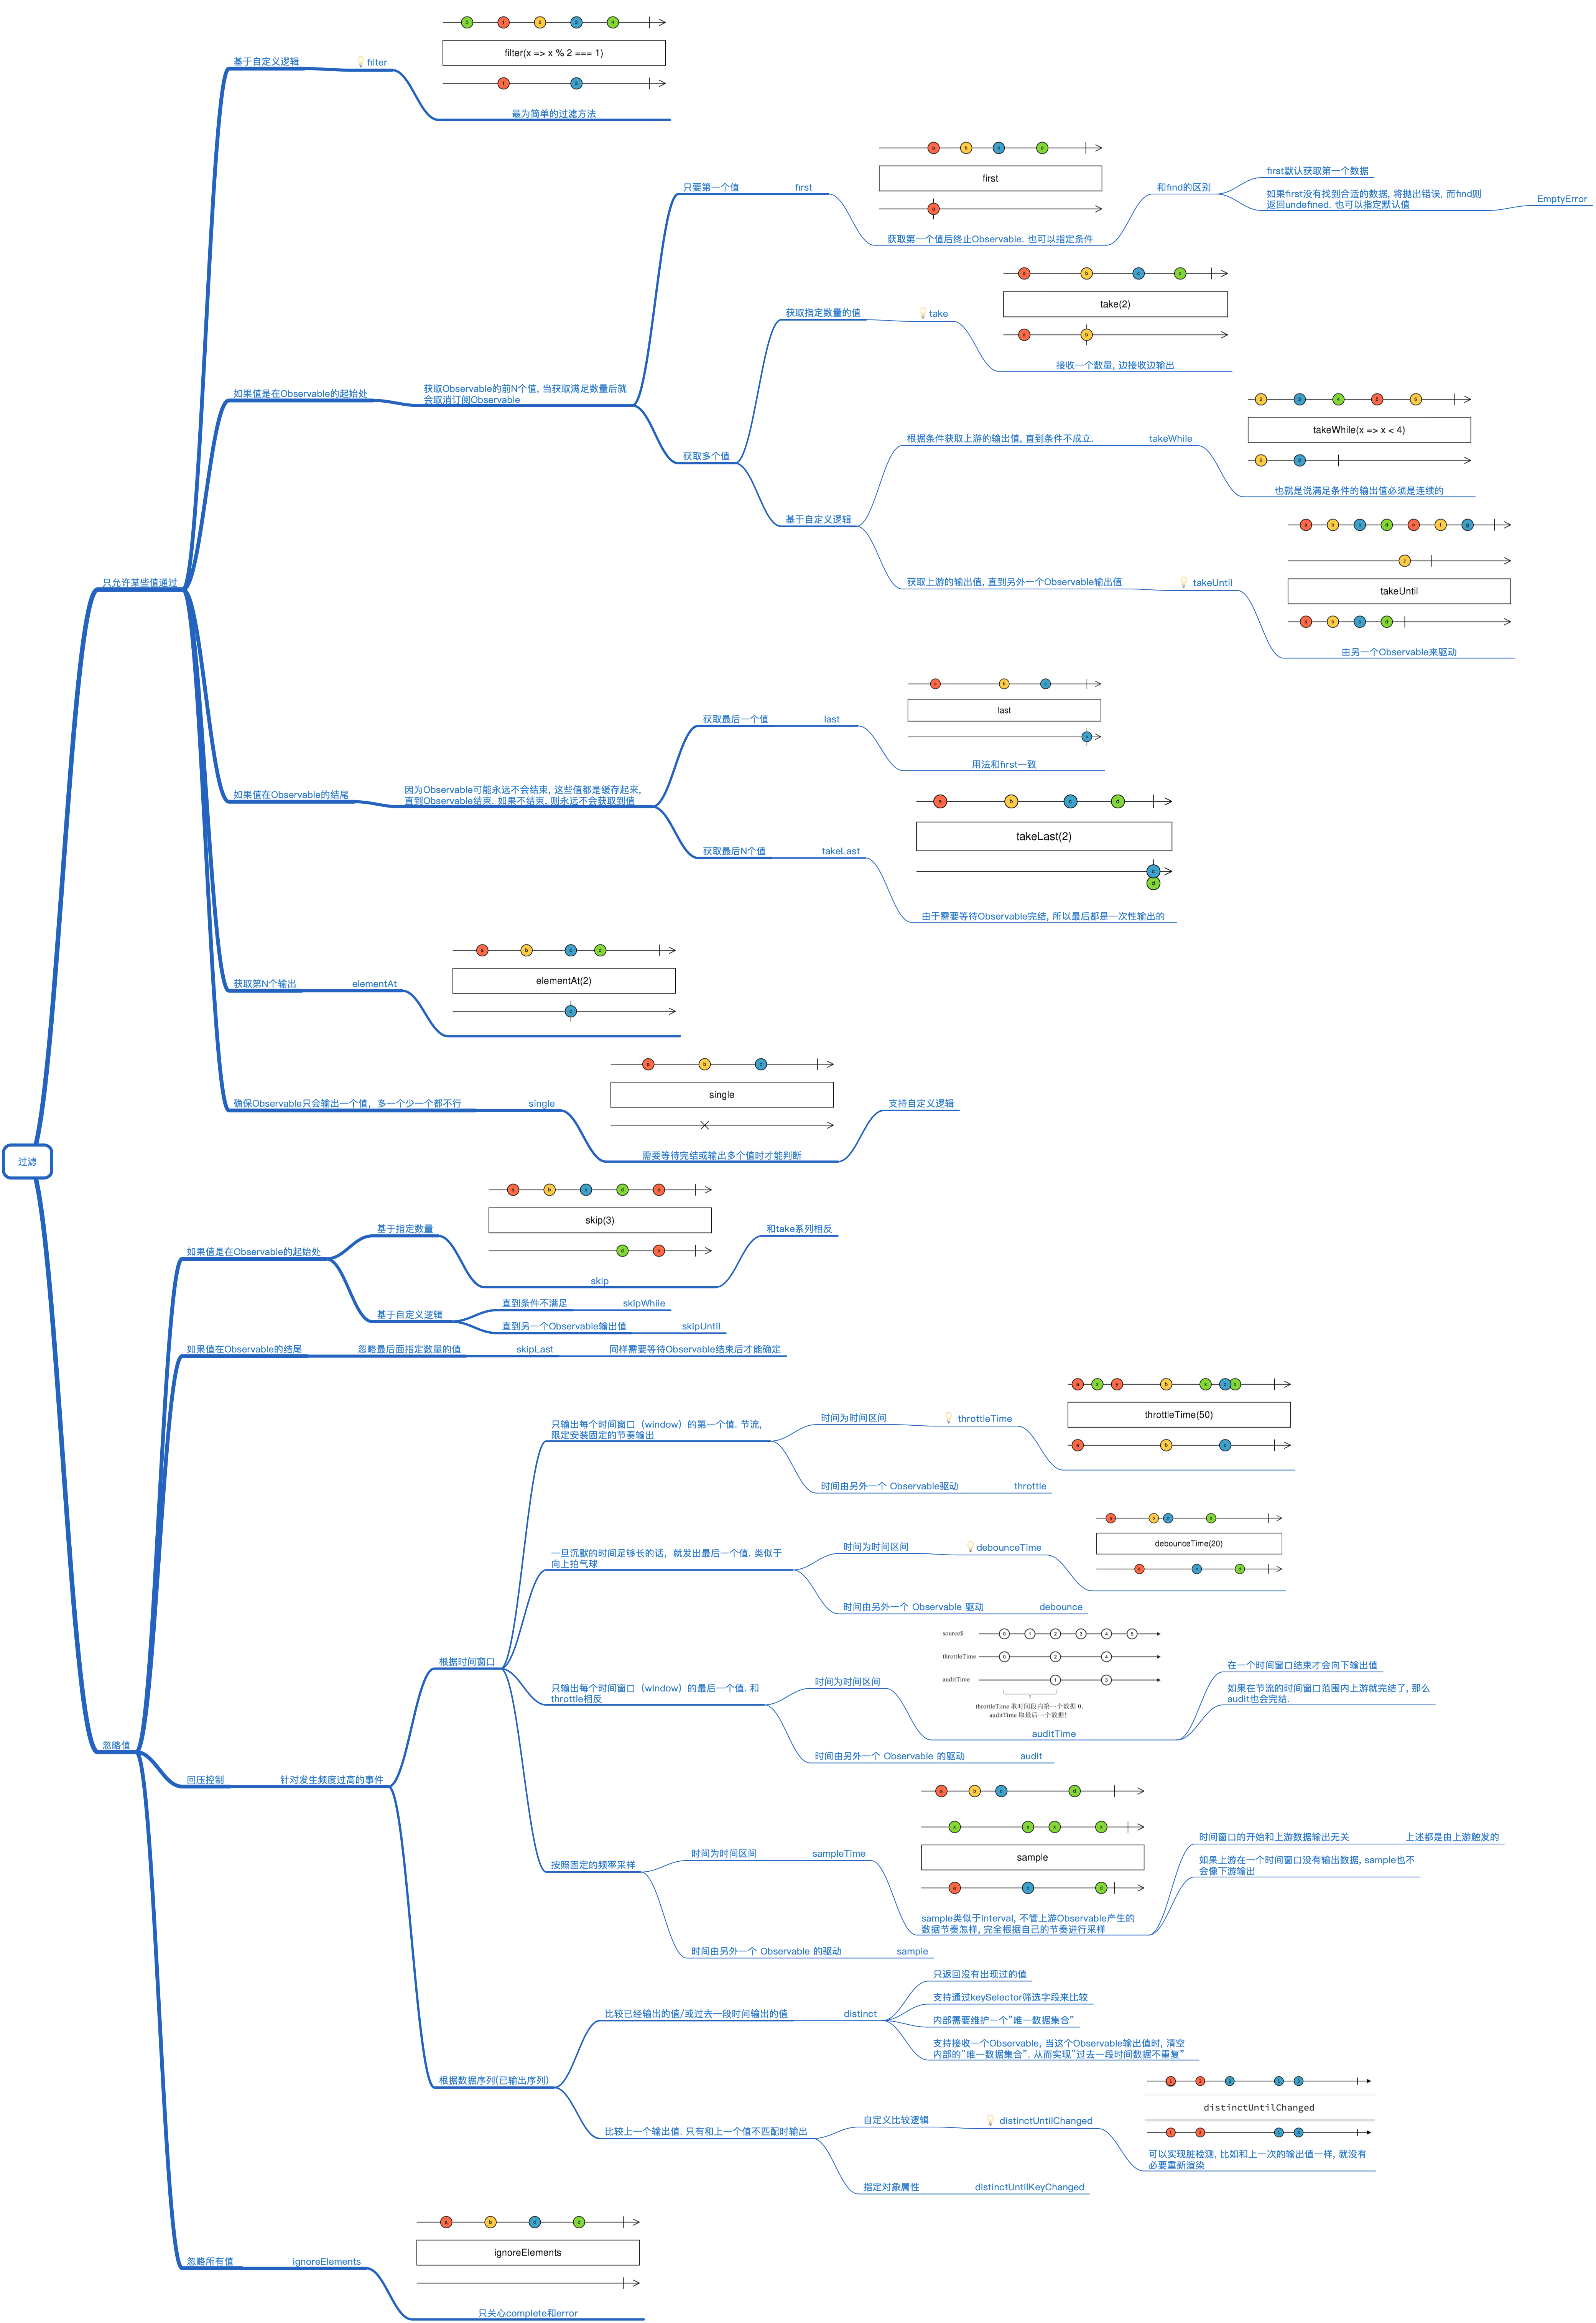 过滤
只允许某些值通过
基于自定义逻辑
filter
0 1 2 3 4
filter(x => x % 2 === 1)
最为简单的过滤方法
如果值是在Observable的起始处
获取Observable的前N个值, 当获取满足数量后就
会取消订阅Observable
只要第一个值
first
a b c d
first
a
获取第一个值后终止Observable. 也可以指定条件
和find的区别
first默认获取第一个数据
如果first没有找到合适的数据, 将抛出错误, 而find则
返回undefined. 也可以指定默认值
EmptyError
获取多个值
获取指定数量的值
take
a b c d
take(2)
a b
接收一个数量, 边接收边输出
基于自定义逻辑
根据条件获取上游的输出值, 直到条件不成立.
takeWhile
2 3 4 5 6
takeWhile(x => x < 4)
2 3
也就是说满足条件的输出值必须是连续的
获取上游的输出值, 直到另外一个Observable输出值
takeUntil
a b c d e f g
z
takeUntil
a b c d
由另一个Observable来驱动
如果值在Observable的结尾
因为Observable可能永远不会结束, 这些值都是缓存起来,
直到Observable结束. 如果不结束, 则永远不会获取到值
获取最后一个值
last
a b c
last
c
用法和first一致
获取最后N个值
takeLast
a b c d
takeLast(2)
c
d
由于需要等待Observable完结, 所以最后都是一次性输出的
获取第N个输出
elementAt
a b c d
elementAt(2)
c
确保Observable只会输出一个值，多一个少一个都不行
single
a b c
single
需要等待完结或输出多个值时才能判断
支持自定义逻辑
忽略值
如果值是在Observable的起始处
基于指定数量
a b c d e
skip(3)
d e
skip
和take系列相反
基于自定义逻辑
直到条件不满足
skipWhile
直到另一个Observable输出值
skipUntil
如果值在Observable的结尾
忽略最后面指定数量的值
skipLast
同样需要等待Observable结束后才能确定
回压控制
针对发生频度过高的事件
根据时间窗口
只输出每个时间窗口（window）的第一个值. 节流,
限定安装固定的节奏输出
时间为时间区间
throttleTime
a x y b x c x
throttleTime(50)
a b c
时间由另外一个 Observable驱动
throttle
一旦沉默的时间足够长的话，就发出最后一个值. 类似于
向上拍气球
时间为时间区间
debounceTime
a b c d
debounceTime(20)
a c d
时间由另外一个 Observable 驱动
debounce
只输出每个时间窗口（window）的最后一个值. 和
throttle相反
时间为时间区间
source$ 0 1 2 3 4 5
throttleTime 0 2 4
auditTime 1 3
throttleTime 取时间段内第一个数据 0,
auditTime 取最后一个数据!
auditTime
在一个时间窗口结束才会向下输出值
如果在节流的时间窗口范围内上游就完结了, 那么
audit也会完结.
时间由另外一个 Observable 的驱动
audit
按照固定的频率采样
时间为时间区间
sampleTime
a b c d
x x x x
sample
a c d
sample类似于interval, 不管上游Observable产生的
数据节奏怎样, 完全根据自己的节奏进行采样
时间窗口的开始和上游数据输出无关
上述都是由上游触发的
如果上游在一个时间窗口没有输出数据, sample也不
会像下游输出
时间由另外一个 Observable 的驱动
sample
根据数据序列(已输出序列)
比较已经输出的值/或过去一段时间输出的值
distinct
只返回没有出现过的值
支持通过keySelector筛选字段来比较
内部需要维护一个”唯一数据集合”
支持接收一个Observable, 当这个Observable输出值时, 清空
内部的”唯一数据集合”. 从而实现”过去一段时间数据不重复”
比较上一个输出值. 只有和上一个值不匹配时输出
自定义比较逻辑
distinctUntilChanged
distinctUntilChanged
可以实现脏检测, 比如和上一次的输出值一样, 就没有
必要重新渲染
指定对象属性
distinctUntilKeyChanged
忽略所有值
ignoreElements
a b c d
ignoreElements
只关心complete和error